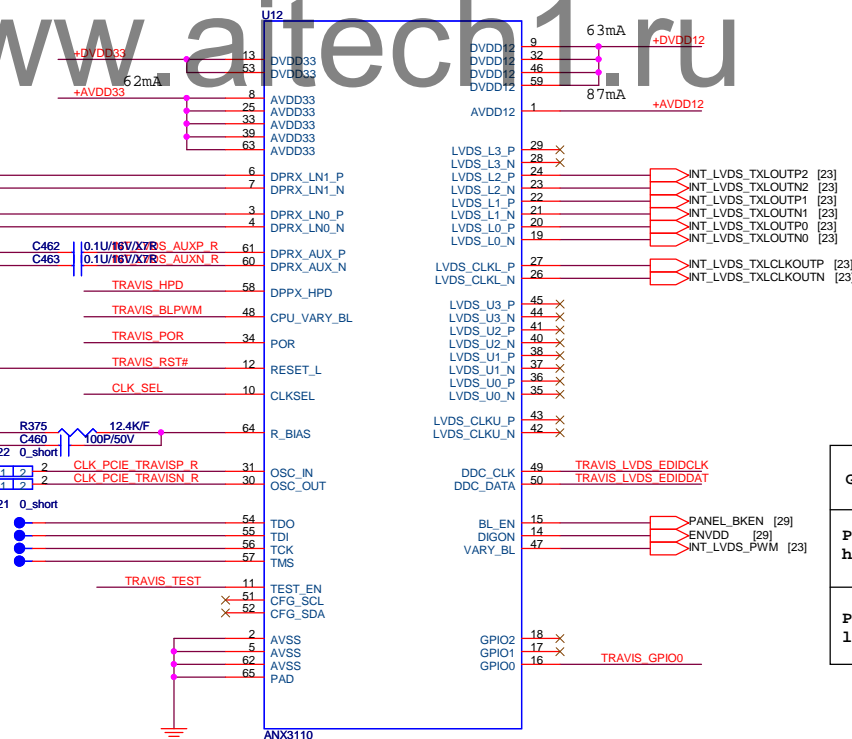 www.aitech1.ru
U12
+DVDD33 13 DVDD33
53 DVDD33
62mA
+AVDD33 8 AVDD33
25 AVDD33
33 AVDD33
39 AVDD33
63 AVDD33
6 DPRX_LN1_P
7 DPRX_LN1_N
3 DPRX_LN0_P
4 DPRX_LN0_N
C462 0.1U/16V/X7R S_AUXP_R 61 DPRX_AUX_P
C463 0.1U/16V/X7R S_AUXN_R 60 DPRX_AUX_N
TRAVIS_HPD 58 DPPX_HPD
TRAVIS_BLPWM 48 CPU_VARY_BL
TRAVIS_POR 34 POR
TRAVIS_RST# 12 RESET_L
CLK_SEL 10 CLKSEL
R375 12.4K/F 64 R_BIAS
C460 100P/50V
22 0_short
1 2 2 CLK_PCIE_TRAVISP_R 31 OSC_IN
1 2 2 CLK_PCIE_TRAVISN_R 30 OSC_OUT
21 0_short
54 TDO
55 TDI
56 TCK
57 TMS
TRAVIS_TEST 11 TEST_EN
51 CFG_SCL
52 CFG_SDA
2 AVSS
5 AVSS
62 AVSS
65 PAD
ANX3110
63mA
DVDD12 9 +DVDD12
DVDD12 32
DVDD12 46
DVDD12 59
87mA
AVDD12 1 +AVDD12
LVDS_L3_P 29
LVDS_L3_N 28
LVDS_L2_P 24 INT_LVDS_TXLOUTP2 [23]
LVDS_L2_N 23 INT_LVDS_TXLOUTN2 [23]
LVDS_L1_P 22 INT_LVDS_TXLOUTP1 [23]
LVDS_L1_N 21 INT_LVDS_TXLOUTN1 [23]
LVDS_L0_P 20 INT_LVDS_TXLOUTP0 [23]
LVDS_L0_N 19 INT_LVDS_TXLOUTN0 [23]
LVDS_CLKL_P 27 INT_LVDS_TXLCLKOUTP [23]
LVDS_CLKL_N 26 INT_LVDS_TXLCLKOUTN [23]
LVDS_U3_P 45
LVDS_U3_N 44
LVDS_U2_P 41
LVDS_U2_N 40
LVDS_U1_P 38
LVDS_U1_N 37
LVDS_U0_P 36
LVDS_U0_N 35
LVDS_CLKU_P 43
LVDS_CLKU_N 42
DDC_CLK 49 TRAVIS_LVDS_EDIDCLK
DDC_DATA 50 TRAVIS_LVDS_EDIDDAT
BL_EN 15 PANEL_BKEN [29]
DIGON 14 ENVDD [29]
VARY_BL 47 INT_LVDS_PWM [23]
GPIO2 18
GPIO1 17
GPIO0 16 TRAVIS_GPIO0
G
P
h
P
l